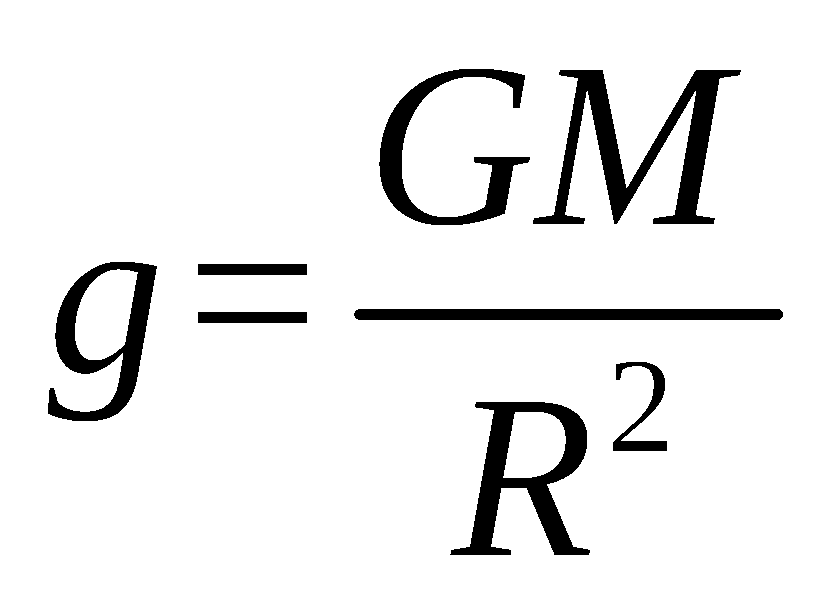 g = GM / R²